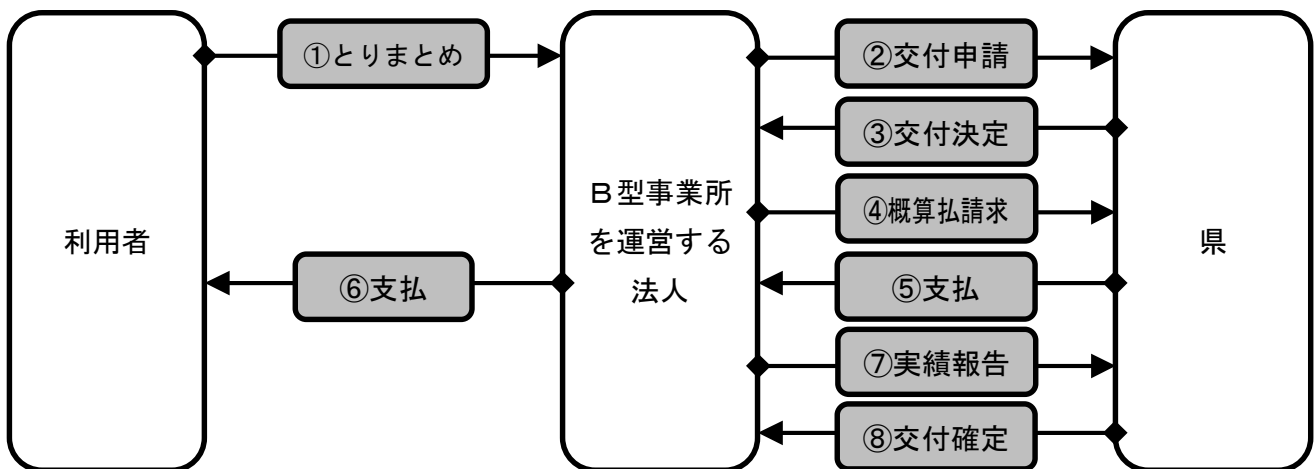 利用者
①とりまとめ
⑥支払
Ｂ型事業所
を運営する
法人
②交付申請
③交付決定
④概算払請求
⑤支払
⑦実績報告
⑧交付確定
県